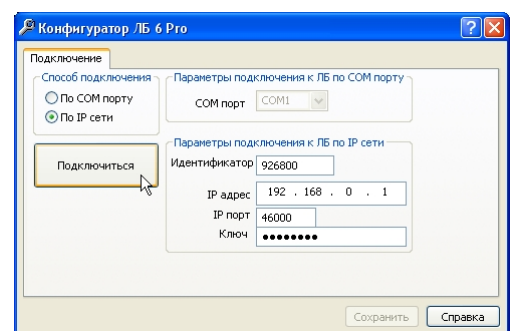 Конфигуратор ЛБ 6 Pro
Подключение
Способ подключения
По COM порту
По IP сети
Подключиться
Параметры подключения к ЛБ по COM порту
COM порт COM1
Параметры подключения к ЛБ по IP сети
Идентификатор 926800
IP адрес 192 . 168 . 0 . 1
IP порт 46000
Ключ ●●●●●●●●
Сохранить Справка